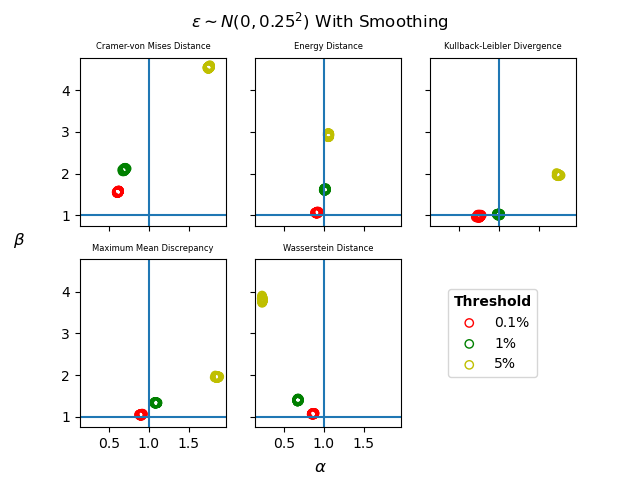 ε ~ N(0, 0.25²) With Smoothing
Cramer-von Mises Distance
Energy Distance
Kullback-Leibler Divergence
4
3
2
1
β
Maximum Mean Discrepancy
Wasserstein Distance
4
3
2
1
0.5 1.0 1.5
0.5 1.0 1.5
α
Threshold
0.1%
1%
5%